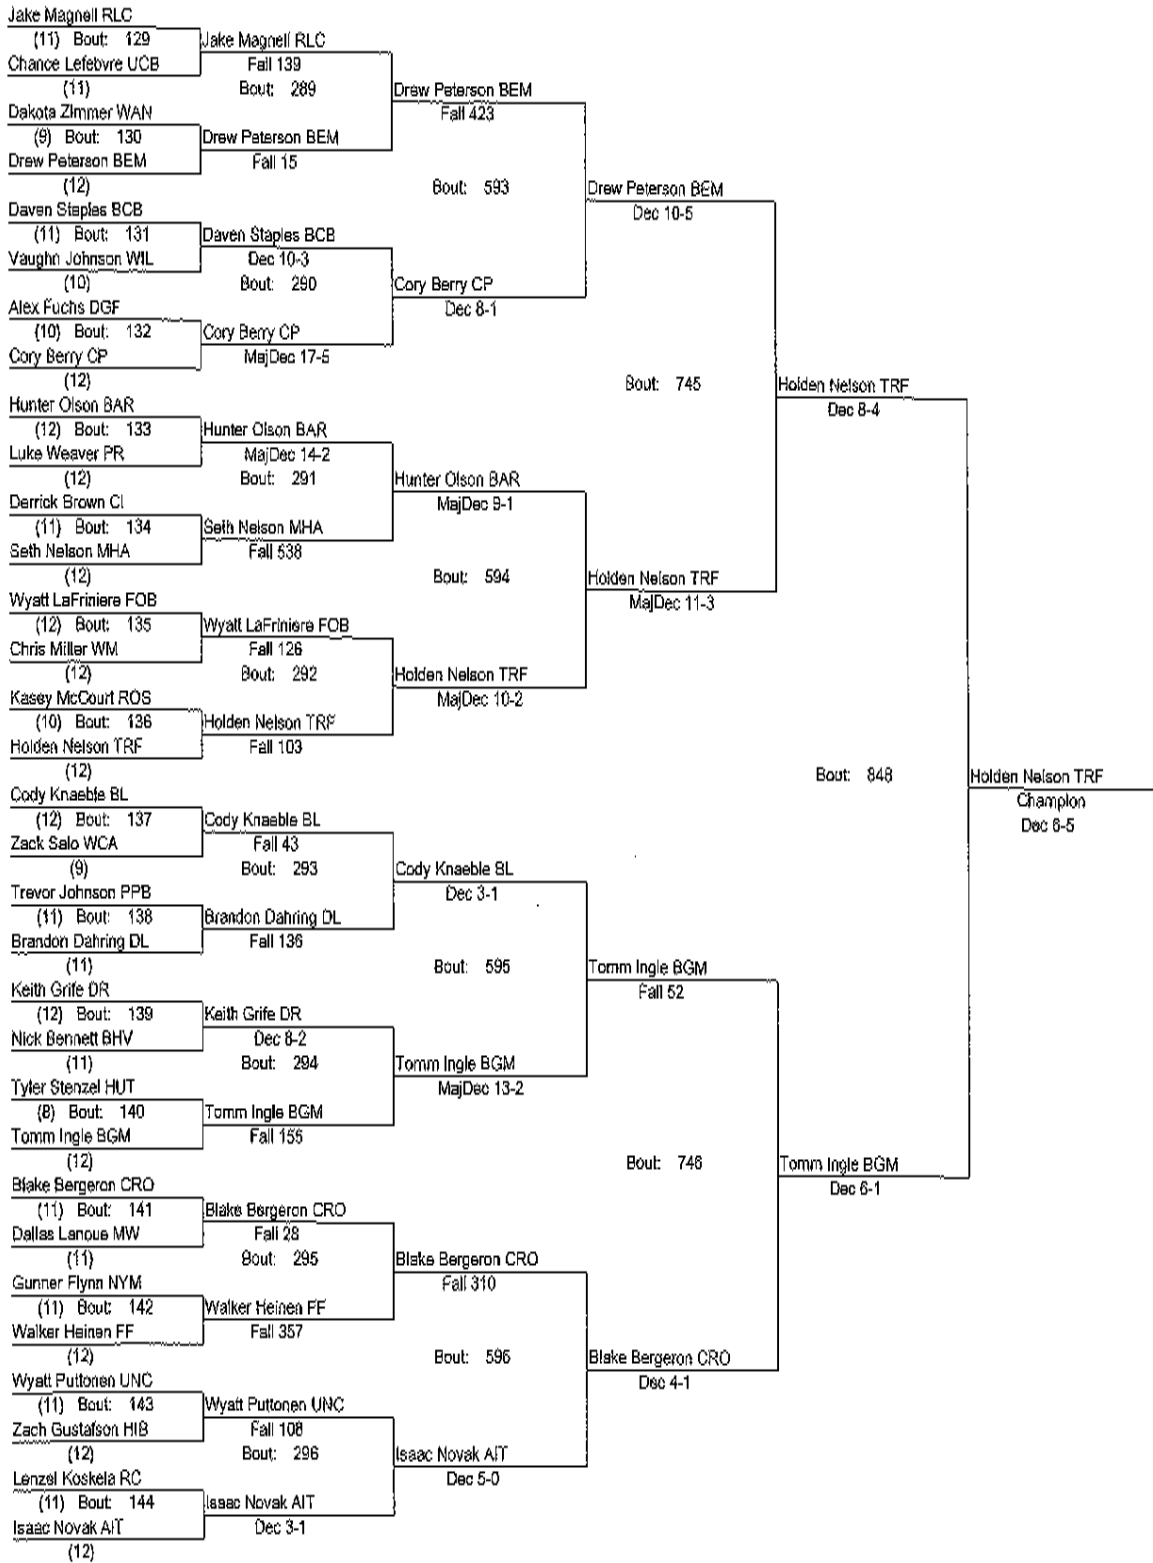 Jake Magnell RLC
(11) Bout: 129
Chance Lefebvre UCB
(11)
Dakota Zimmer WAN
(9) Bout: 130
Drew Peterson BEM
(12)
Daven Staples BCB
(11) Bout: 131
Vaughn Johnson WIL
(10)
Alex Fuchs DGF
(10) Bout: 132
Cory Berry CP
(12)
Hunter Olson BAR
(12) Bout: 133
Luke Weaver PR
(12)
Derrick Brown CI
(11) Bout: 134
Seth Nelson MHA
(12)
Wyatt LaFriniere FOB
(12) Bout: 135
Chris Miller WM
(12)
Kasey McCourt ROS
(10) Bout: 136
Holden Nelson TRF
(12)
Cody Knaeble BL
(12) Bout: 137
Zack Salo WCA
(9)
Trevor Johnson PPB
(11) Bout: 138
Brandon Dahring DL
(11)
Keith Grife DR
(12) Bout: 139
Nick Bennett BHV
(11)
Tyler Stenzel HUT
(8) Bout: 140
Tomm Ingle BGM
(12)
Blake Bergeron CRO
(11) Bout: 141
Dallas Lanoue MW
(11)
Gunner Flynn NYM
(11) Bout: 142
Walker Heinen FF
(12)
Wyatt Puttonen UNC
(11) Bout: 143
Zach Gustafson HIB
(12)
Lenzel Koskela RC
(11) Bout: 144
Isaac Novak AIT
(12)
Jake Magnell RLC
Fall 139
Bout: 289
Drew Peterson BEM
Fall 15
Daven Staples BCB
Dec 10-3
Bout: 290
Cory Berry CP
MajDec 17-5
Hunter Olson BAR
MajDec 14-2
Bout: 291
Seth Nelson MHA
Fall 538
Wyatt LaFriniere FOB
Fall 126
Bout: 292
Holden Nelson TRF
Fall 103
Cody Knaeble BL
Fall 43
Bout: 293
Brandon Dahring DL
Fall 136
Keith Grife DR
Dec 8-2
Bout: 294
Tomm Ingle BGM
Fall 155
Blake Bergeron CRO
Fall 28
Bout: 295
Walker Heinen FF
Fall 357
Wyatt Puttonen UNC
Fall 108
Bout: 296
Isaac Novak AIT
Dec 3-1
Drew Peterson BEM
Fall 423
Bout: 593
Cory Berry CP
Dec 8-1
Hunter Olson BAR
MajDec 9-1
Bout: 594
Holden Nelson TRF
MajDec 10-2
Cody Knaeble BL
Dec 3-1
Bout: 595
Tomm Ingle BGM
MajDec 13-2
Blake Bergeron CRO
Fall 310
Bout: 596
Isaac Novak AIT
Dec 5-0
Drew Peterson BEM
Dec 10-5
Bout: 745
Holden Nelson TRF
MajDec 11-3
Tomm Ingle BGM
Fall 52
Bout: 746
Blake Bergeron CRO
Dec 4-1
Holden Nelson TRF
Dec 8-4
Bout: 848
Tomm Ingle BGM
Dec 6-1
Holden Nelson TRF
Champion
Dec 6-5